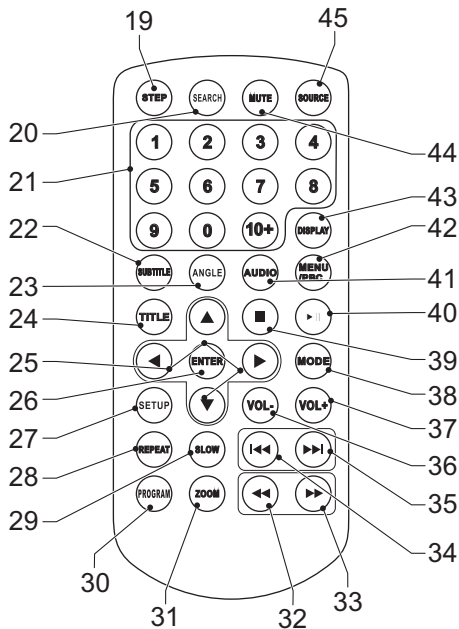 19
45
STEP SEARCH MUTE SOURCE
20
44
1 2 3 4
21
5 6 7 8
43
22
9 0 10+ DISPLAY
42
SUBTITLE ANGLE AUDIO MENU
/PBC
23
41
TITLE
24
40
25
39
ENTER MODE
26
38
SETUP VOL- VOL+
27
37
36
REPEAT SLOW
28
35
29
PROGRAM ZOOM
34
30
31
32
33